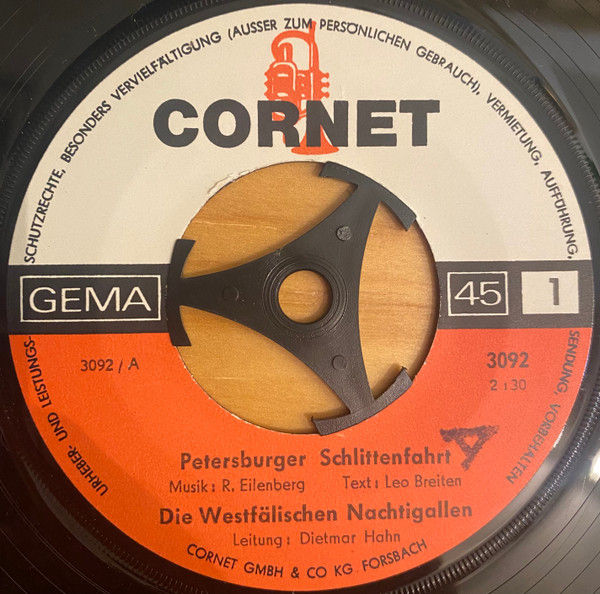 URHEBER- UND LEISTUNGS-SCHUTZRECHTE, BESONDERS VERVIELFÄLTIGUNG (AUSSER ZUM PERSÖNLICHEN GEBRAUCH), VERMIETUNG, AUFFÜHRUNG, SENDUNG, VORBEHALTEN
CORNET
GEMA
45
1
3092 / A
3092
2 : 30
Petersburger Schlittenfahrt
Musik: R. Eilenberg Text: Leo Breiten
Die Westfälischen Nachtigallen
Leitung: Dietmar Hahn
CORNET GMBH & CO KG FORSBACH